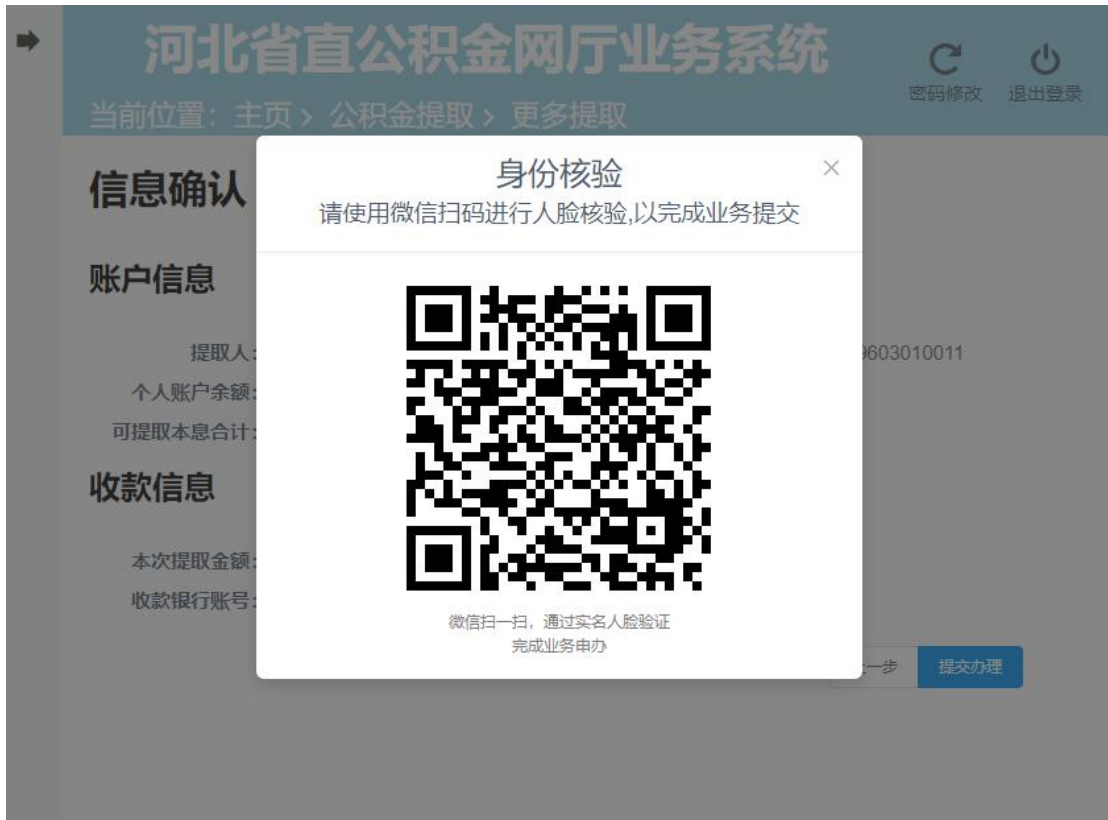 河北省直公积金网厅业务系统
密码修改 退出登录
当前位置：主页 > 公积金提取 > 更多提取
身份核验
请使用微信扫码进行人脸核验,以完成业务提交
信息确认
账户信息
提取人:
9603010011
个人账户余额:
可提取本息合计:
收款信息
本次提取金额:
收款银行账号:
微信扫一扫，通过实名人脸验证
完成业务申办
一步 提交办理